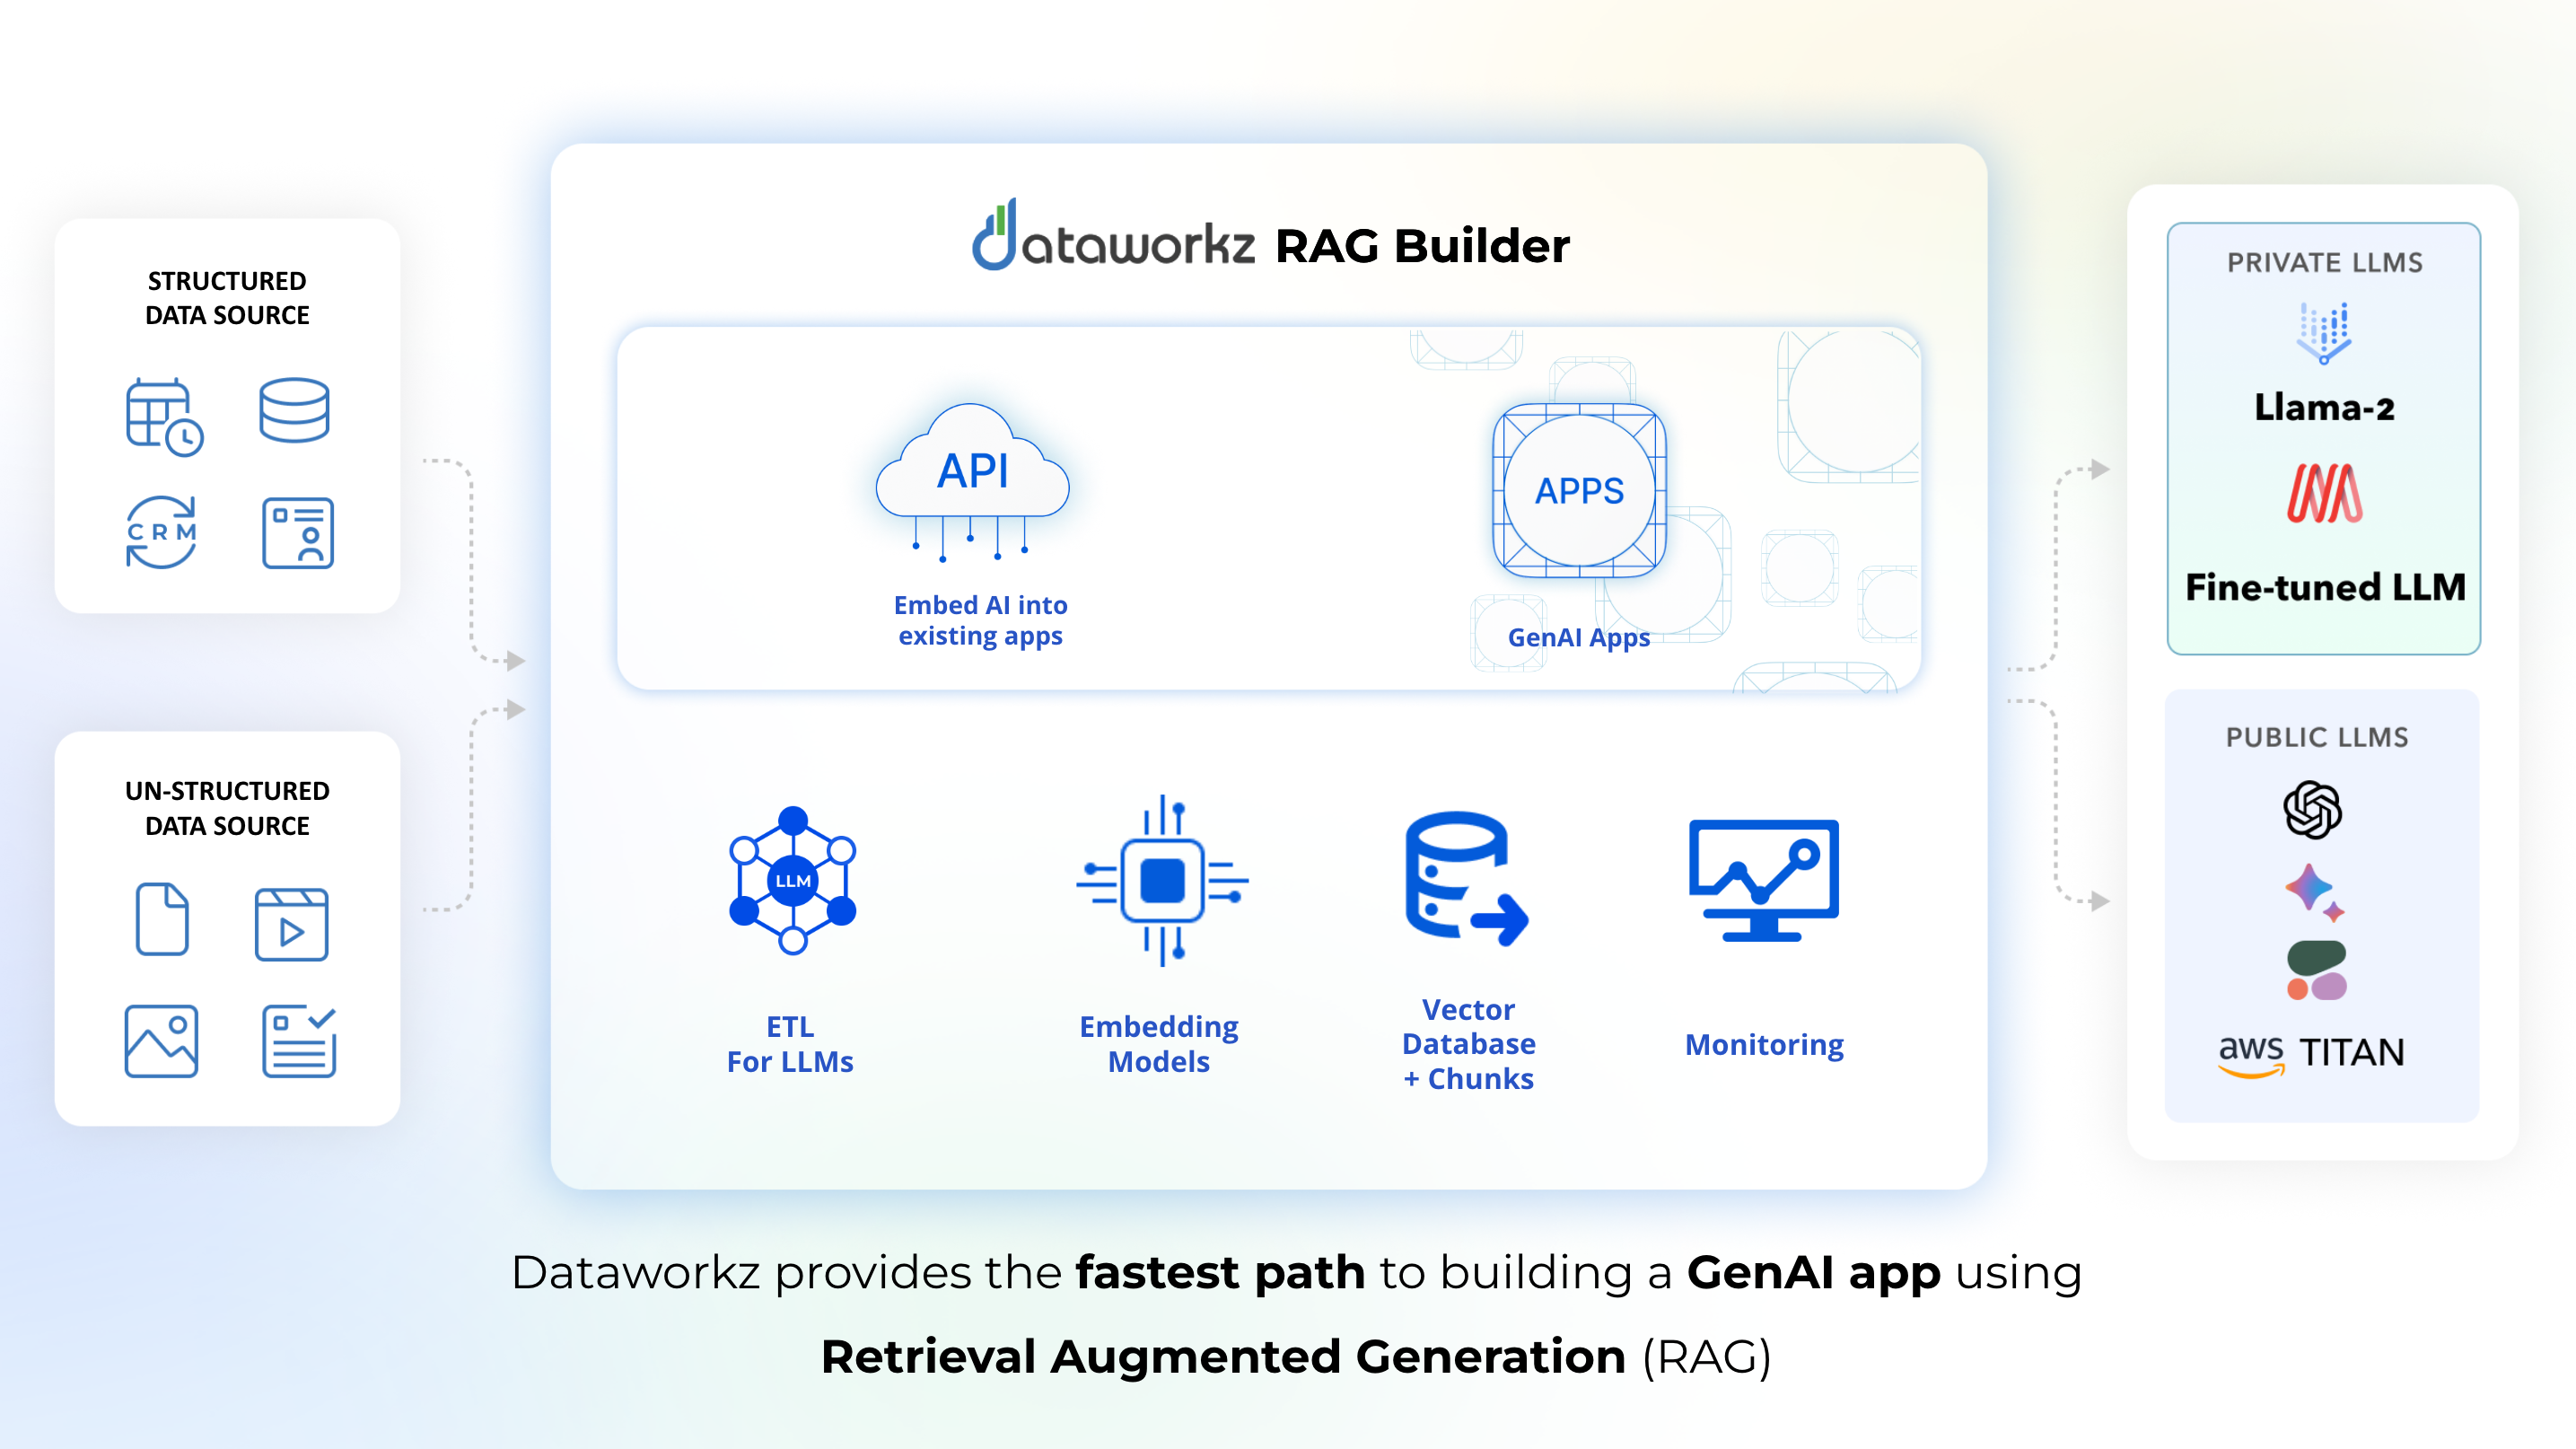 STRUCTURED
DATA SOURCE
CRM
UN-STRUCTURED
DATA SOURCE
dataworkz RAG Builder
API
Embed AI into
existing apps
APPS
GenAI Apps
LLM
ETL
For LLMs
Embedding
Models
Vector
Database
+ Chunks
Monitoring
PRIVATE LLMS
Llama-2
Fine-tuned LLM
PUBLIC LLMS
aws TITAN
Dataworkz provides the fastest path to building a GenAI app using
Retrieval Augmented Generation (RAG)